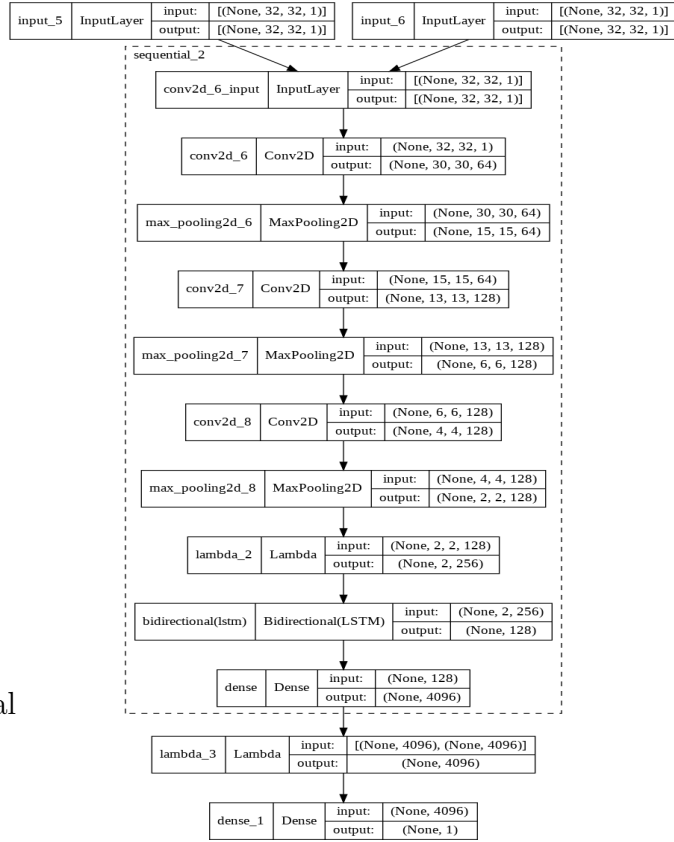 input_5 InputLayer input: [(None, 32, 32, 1)] output: [(None, 32, 32, 1)]
input_6 InputLayer input: [(None, 32, 32, 1)] output: [(None, 32, 32, 1)]
sequential_2
conv2d_6_input InputLayer input: [(None, 32, 32, 1)] output: [(None, 32, 32, 1)]
conv2d_6 Conv2D input: (None, 32, 32, 1) output: (None, 30, 30, 64)
max_pooling2d_6 MaxPooling2D input: (None, 30, 30, 64) output: (None, 15, 15, 64)
conv2d_7 Conv2D input: (None, 15, 15, 64) output: (None, 13, 13, 128)
max_pooling2d_7 MaxPooling2D input: (None, 13, 13, 128) output: (None, 6, 6, 128)
conv2d_8 Conv2D input: (None, 6, 6, 128) output: (None, 4, 4, 128)
max_pooling2d_8 MaxPooling2D input: (None, 4, 4, 128) output: (None, 2, 2, 128)
lambda_2 Lambda input: (None, 2, 2, 128) output: (None, 2, 256)
bidirectional(lstm) Bidirectional(LSTM) input: (None, 2, 256) output: (None, 128)
dense Dense input: (None, 128) output: (None, 4096)
al
lambda_3 Lambda input: [(None, 4096), (None, 4096)] output: (None, 4096)
dense_1 Dense input: (None, 4096) output: (None, 1)